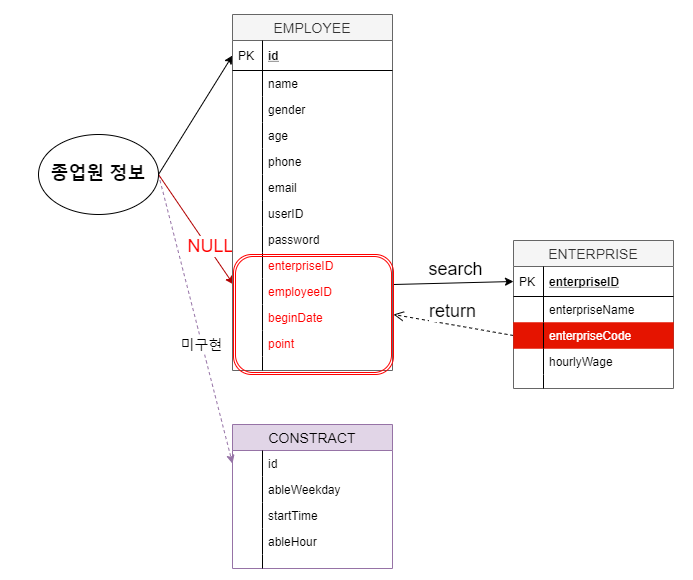 EMPLOYEE
PK id
name
gender
age
phone
email
userID
password
enterpriseID
employeeID
beginDate
point
종업원 정보
NULL
미구현
search
return
ENTERPRISE
PK enterpriseID
enterpriseName
enterpriseCode
hourlyWage
CONSTRACT
id
ableWeekday
startTime
ableHour